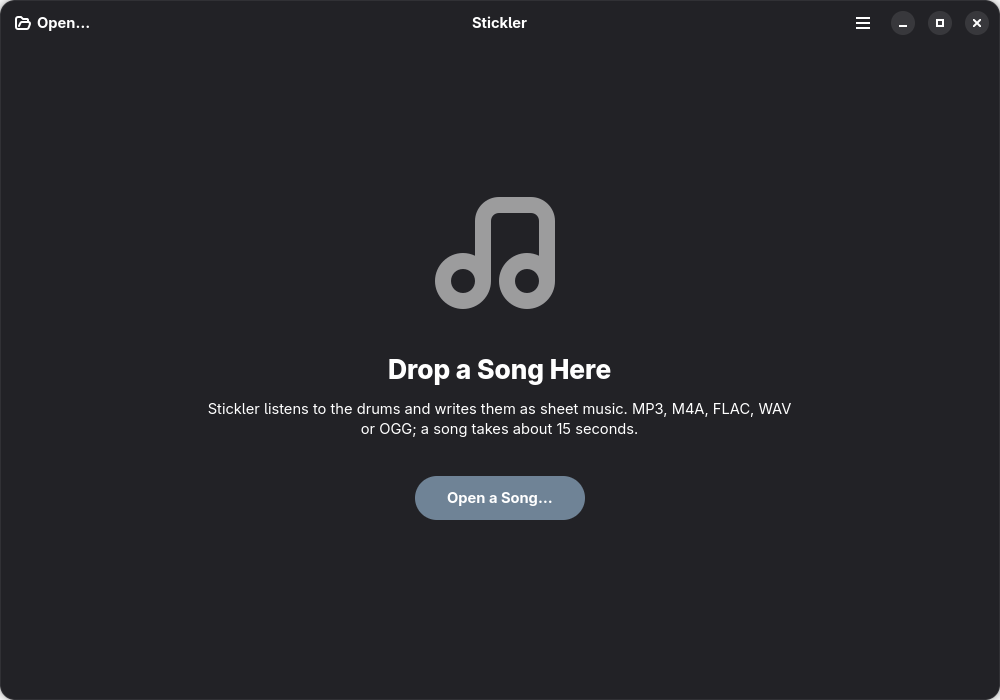 Open...
Stickler
Drop a Song Here
Stickler listens to the drums and writes them as sheet music. MP3, M4A, FLAC, WAV
or OGG; a song takes about 15 seconds.
Open a Song...